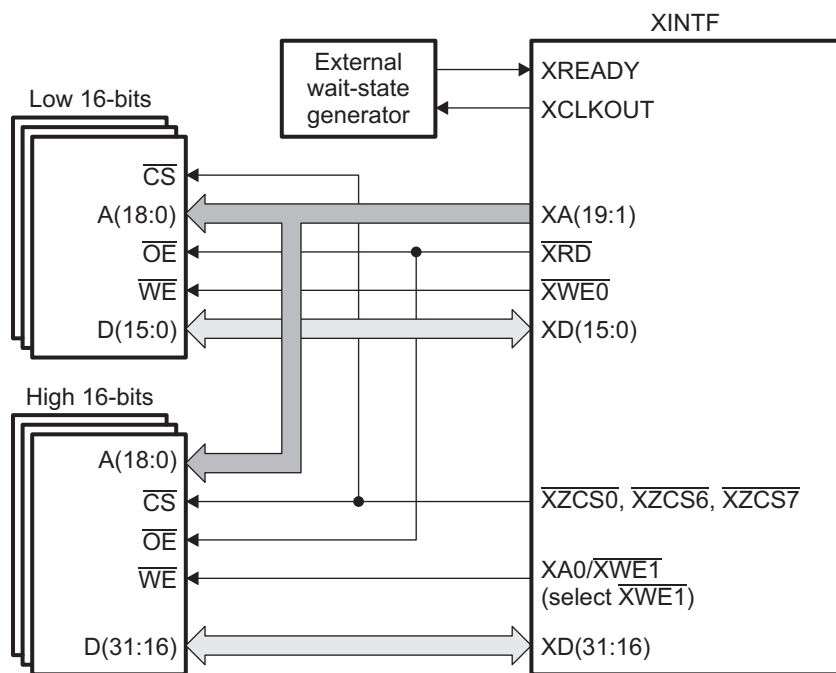 XINTF
External
wait-state
generator
XREADY
XCLKOUT
Low 16-bits
CS
A(18:0)
OE
WE
D(15:0)
XA(19:1)
XRD
XWE0
XD(15:0)
High 16-bits
A(18:0)
CS
OE
WE
D(31:16)
XZCS0, XZCS6, XZCS7
XA0/XWE1
(select XWE1)
XD(31:16)